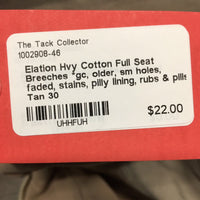 The Tack Collector
1002908-46
Elation Hvy Cotton Full Seat
Breeches *gc, older, sm holes,
faded, stains, pilly lining, rubs & pills
Tan 30
$22.00
UHHFUH